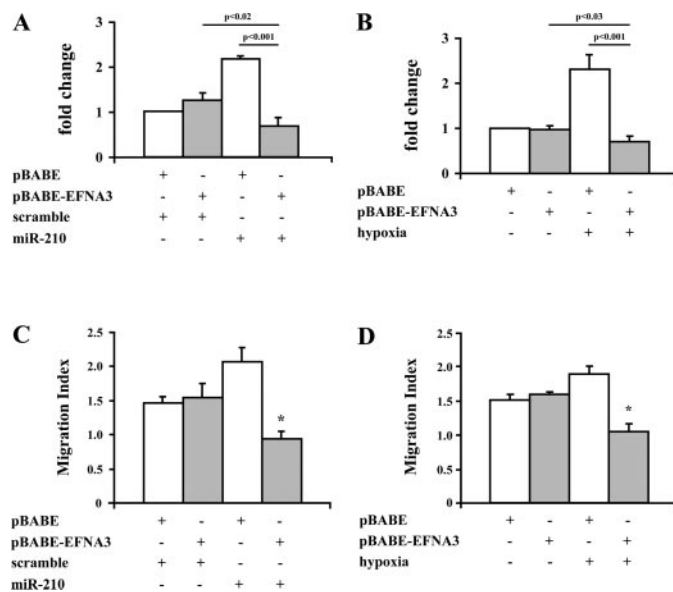 A
p<0.02
p<0.001
fold change
3
2
1
0
pBABE + - + -
pBABE-EFNA3 - + - +
scramble + + - -
miR-210 - - + +
B
p<0.03
p<0.001
fold change
3
2
1
0
pBABE + - + -
pBABE-EFNA3 - + - +
hypoxia - - + +
C
Migration Index
2.5
2.0
1.5
1.0
0.5
0
*
pBABE + - + -
pBABE-EFNA3 - + - +
scramble + + - -
miR-210 - - + +
D
Migration Index
2.5
2.0
1.5
1.0
0.5
0
*
pBABE + - + -
pBABE-EFNA3 - + - +
hypoxia - - + +